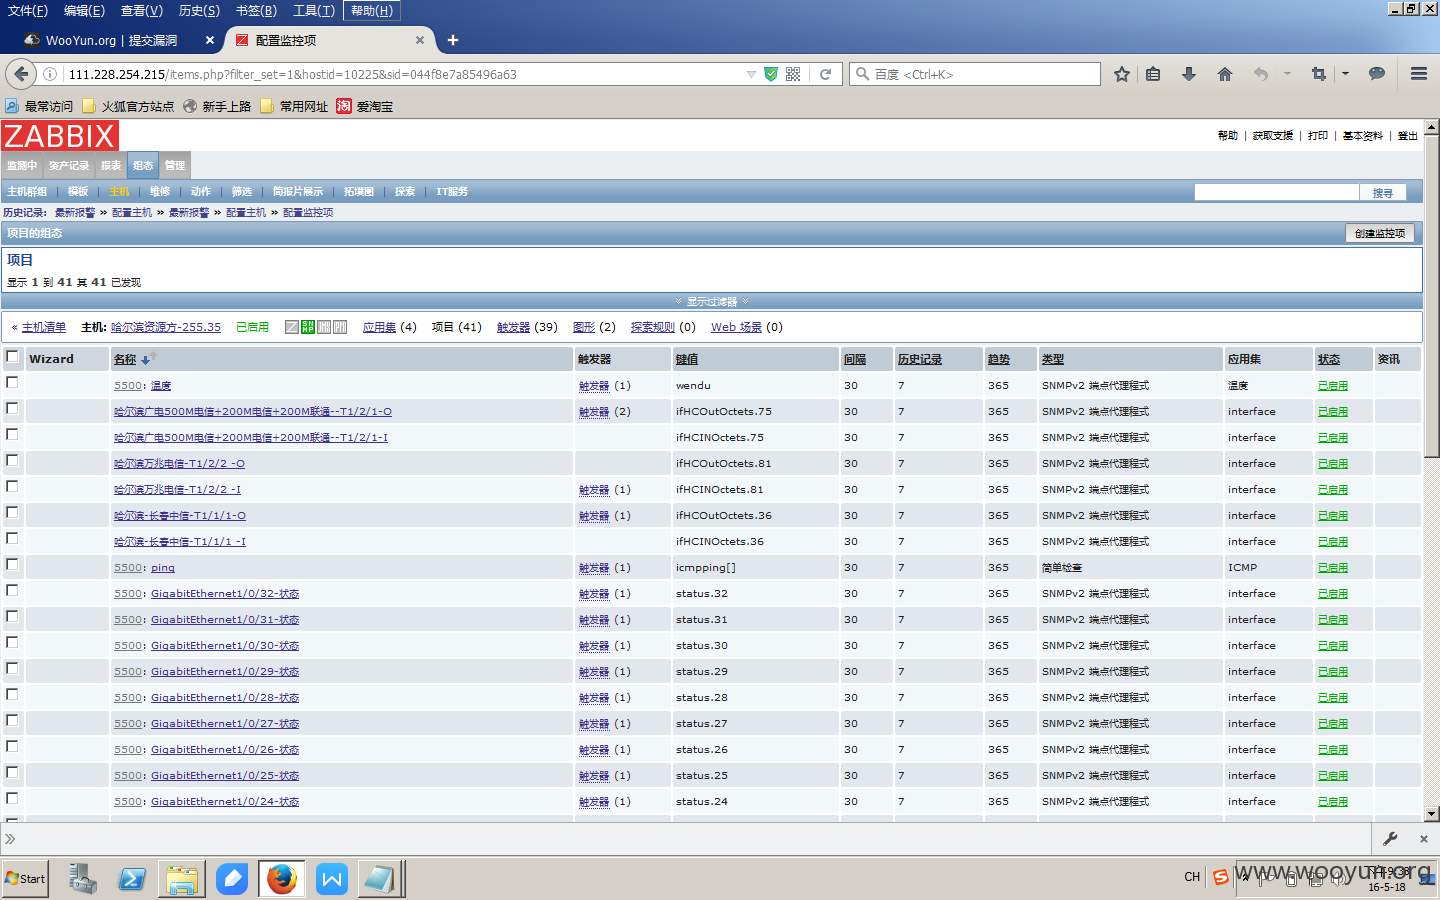 文件(F) 编辑(E) 查看(V) 历史(S) 书签(B) 工具(T) 帮助(H)
WooYun.org | 提交漏洞 × 配置监控项 × +
111.228.254.215/items.php?filter_set=1&hostid=10225&sid=044f8e7a85496a63 百度 <Ctrl+K>
最常访问 火狐官方站点 新手上路 常用网址 淘 爱淘宝
ZABBIX
帮助 | 获取支援 | 打印 | 基本资料 | 登出
监测中 资产记录 报表 组态 管理
主机群组 | 模板 | 主机 | 维修 | 动作 | 筛选 | 简报片展示 | 拓墣图 | 探索 | IT服务 搜寻
历史记录: 最新报警 » 配置主机 » 最新报警 » 配置主机 » 配置监控项
项目的组态 创建监控项
项目
显示 1 到 41 其 41 已发现
显示过滤器
« 主机清单 主机: 哈尔滨资源方-255.35 已启用 Z SNMP JMX IPMI 应用集 (4) 项目 (41) 触发器 (39) 图形 (2) 探索规则 (0) Web 场景 (0)
Wizard 名称 触发器 键值 间隔 历史记录 趋势 类型 应用集 状态 资讯
5500: 温度 触发器 (1) wendu 30 7 365 SNMPv2 端点代理程式 温度 已启用
哈尔滨广电500M电信+200M电信+200M联通--T1/2/1-O 触发器 (2) ifHCOutOctets.75 30 7 365 SNMPv2 端点代理程式 interface 已启用
哈尔滨广电500M电信+200M电信+200M联通--T1/2/1-I ifHCINOctets.75 30 7 365 SNMPv2 端点代理程式 interface 已启用
哈尔滨万兆电信-T1/2/2 -O ifHCOutOctets.81 30 7 365 SNMPv2 端点代理程式 interface 已启用
哈尔滨万兆电信-T1/2/2 -I 触发器 (1) ifHCINOctets.81 30 7 365 SNMPv2 端点代理程式 interface 已启用
哈尔滨-长春中信-T1/1/1-O 触发器 (1) ifHCOutOctets.36 30 7 365 SNMPv2 端点代理程式 interface 已启用
哈尔滨-长春中信-T1/1/1 -I ifHCINOctets.36 30 7 365 SNMPv2 端点代理程式 interface 已启用
5500: ping 触发器 (1) icmpping[] 30 7 365 简单检查 ICMP 已启用
5500: GigabitEthernet1/0/32-状态 触发器 (1) status.32 30 7 365 SNMPv2 端点代理程式 interface 已启用
5500: GigabitEthernet1/0/31-状态 触发器 (1) status.31 30 7 365 SNMPv2 端点代理程式 interface 已启用
5500: GigabitEthernet1/0/30-状态 触发器 (1) status.30 30 7 365 SNMPv2 端点代理程式 interface 已启用
5500: GigabitEthernet1/0/29-状态 触发器 (1) status.29 30 7 365 SNMPv2 端点代理程式 interface 已启用
5500: GigabitEthernet1/0/28-状态 触发器 (1) status.28 30 7 365 SNMPv2 端点代理程式 interface 已启用
5500: GigabitEthernet1/0/27-状态 触发器 (1) status.27 30 7 365 SNMPv2 端点代理程式 interface 已启用
5500: GigabitEthernet1/0/26-状态 触发器 (1) status.26 30 7 365 SNMPv2 端点代理程式 interface 已启用
5500: GigabitEthernet1/0/25-状态 触发器 (1) status.25 30 7 365 SNMPv2 端点代理程式 interface 已启用
5500: GigabitEthernet1/0/24-状态 触发器 (1) status.24 30 7 365 SNMPv2 端点代理程式 interface 已启用
Start CH
www.wooyun.org
16-5-18